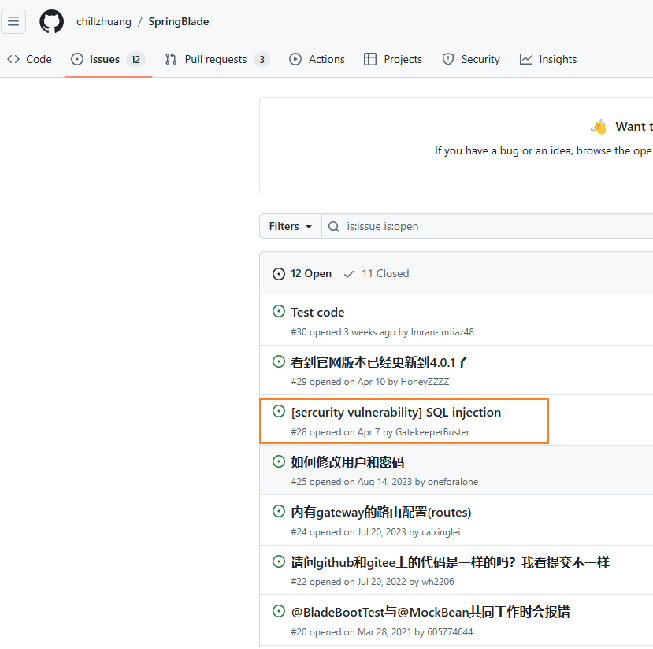 chillzhuang / SpringBlade
Code Issues 12 Pull requests 3 Actions Projects Security Insights
Want t
If you have a bug or an idea, browse the ope
Filters is:issue is:open
12 Open 11 Closed
Test code
#30 opened 3 weeks ago by Imran-imtiaz48
看到官网版本已经更新到4.0.1了
#29 opened on Apr 10 by HoneyZZZZ
[sercurity vulnerability] SQL injection
#28 opened on Apr 7 by GatekeeperBuster
如何修改用户和密码
#25 opened on Aug 14, 2023 by oneforalone
内有gateway的路由配置(routes)
#24 opened on Jul 20, 2023 by caixinglei
请问github和gitee上的代码是一样的吗？我看提交不一样
#22 opened on Jul 20, 2022 by wh2206
@BladeBootTest与@MockBean共同工作时会报错
#20 opened on Mar 28, 2021 by 605774644